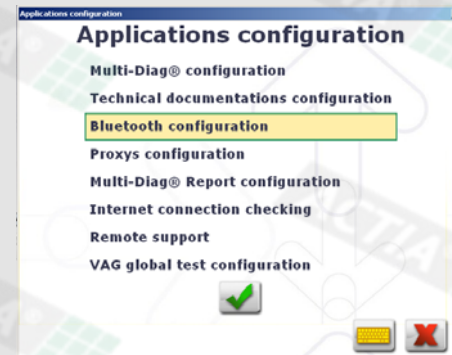 Applications configuration
Applications configuration
Multi-Diag® configuration
Technical documentations configuration
Bluetooth configuration
Proxys configuration
Multi-Diag® Report configuration
Internet connection checking
Remote support
VAG global test configuration
ACTIA